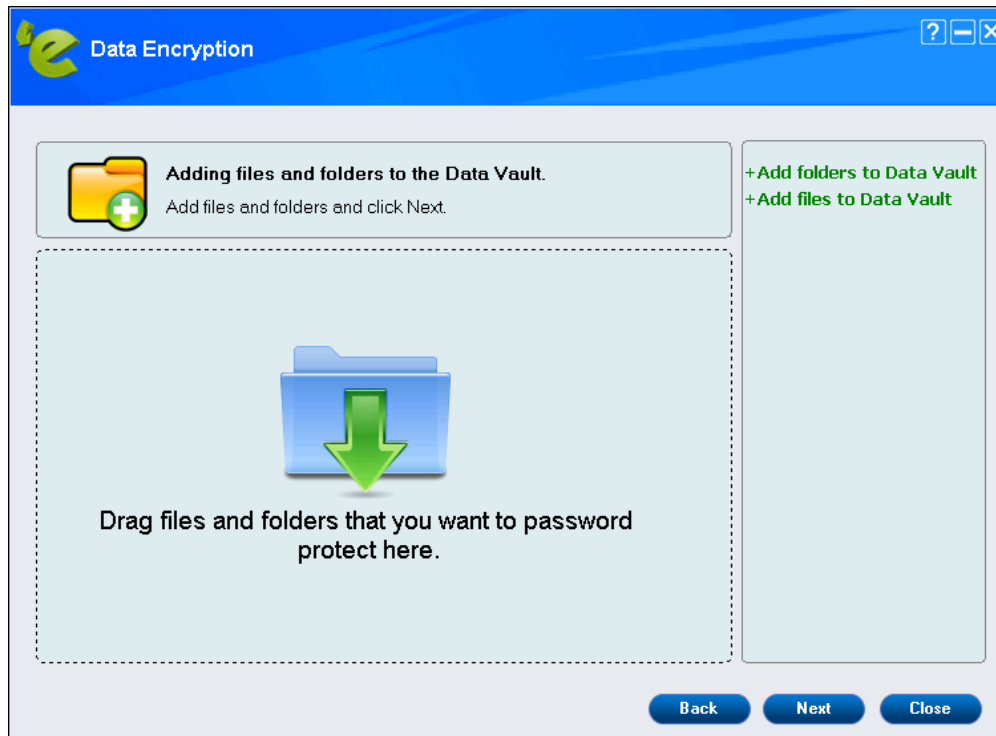 Data Encryption
Adding files and folders to the Data Vault.
Add files and folders and click Next.
+Add folders to Data Vault
+Add files to Data Vault
Drag files and folders that you want to password
protect here.
Back
Next
Close